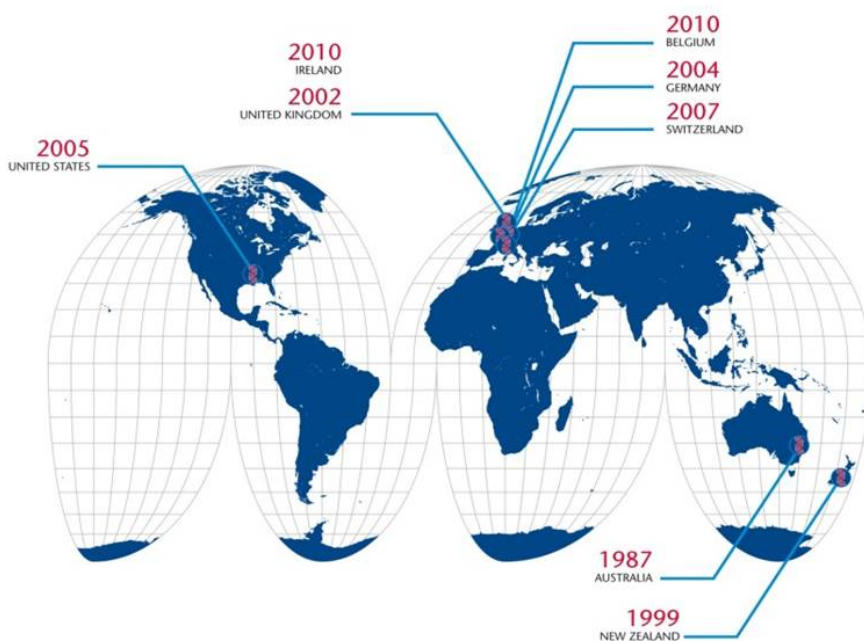 2010
IRELAND
2002
UNITED KINGDOM
2005
UNITED STATES
2010
BELGIUM
2004
GERMANY
2007
SWITZERLAND
1987
AUSTRALIA
1999
NEW ZEALAND